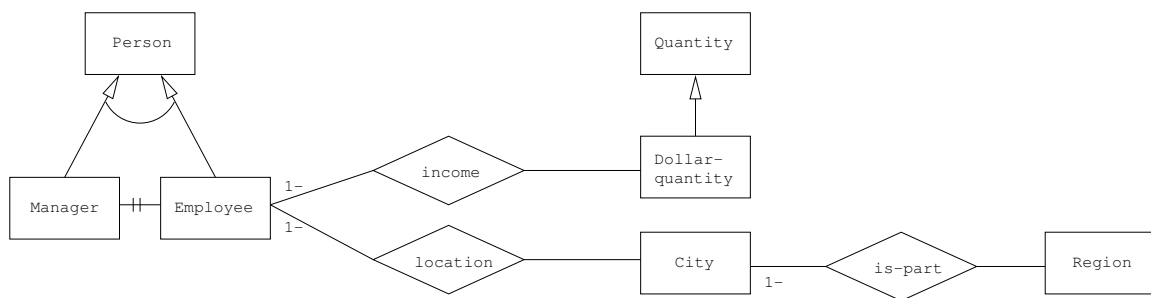 Person
Quantity
Dollar-
quantity
income
1-
Manager
Employee
1-
location
City
1-
is-part
Region